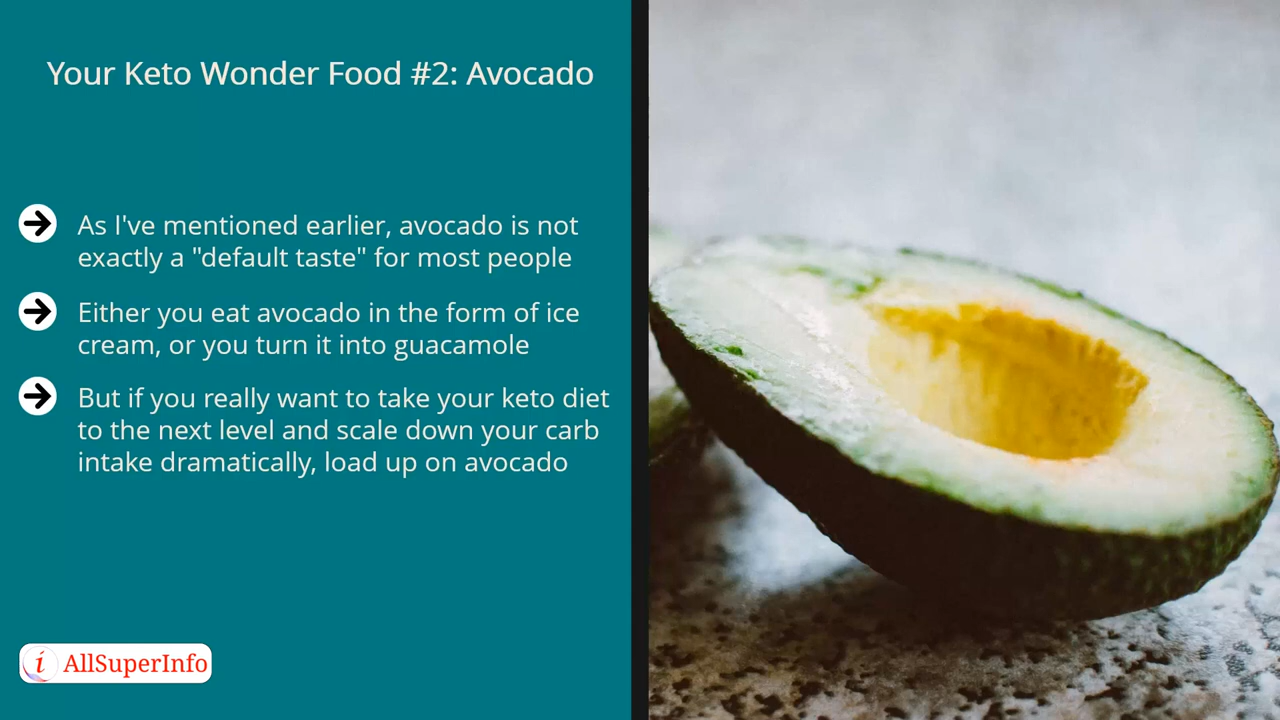 Your Keto Wonder Food #2: Avocado
As I've mentioned earlier, avocado is not
exactly a "default taste" for most people
Either you eat avocado in the form of ice
cream, or you turn it into guacamole
But if you really want to take your keto diet
to the next level and scale down your carb
intake dramatically, load up on avocado
i AllSuperInfo